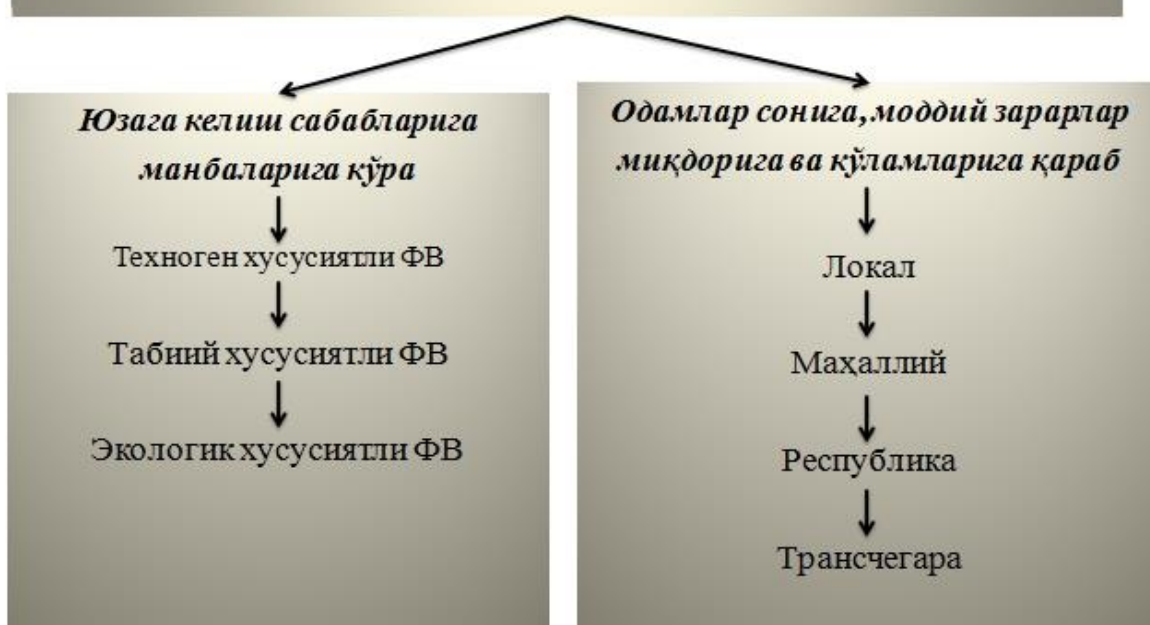 Юзага келиш сабабларига
манбаларига кўра
Техноген хусусиятли ФВ
Табиий хусусиятли ФВ
Экологик хусусиятли ФВ
Одамлар сонига,моддий зарарлар
миқдорига ва кўламларига қараб
Локал
Маҳаллий
Республика
Трансчегара